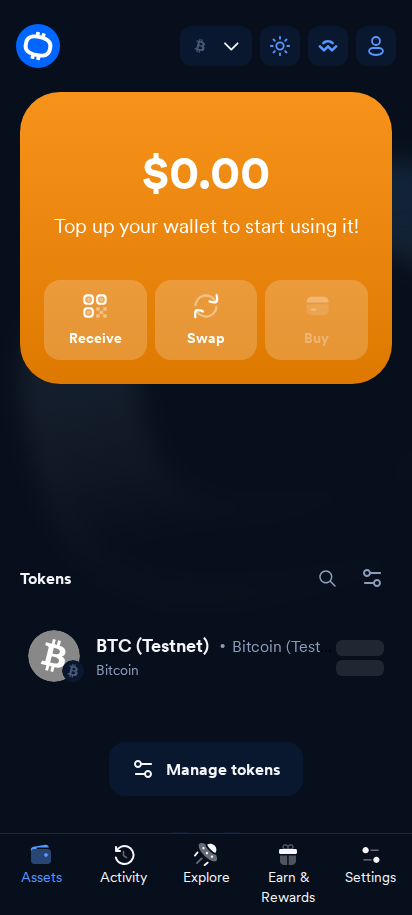 $0.00
Top up your wallet to start using it!
Receive
Swap
Buy
Tokens
BTC (Testnet) • Bitcoin (Test...
Bitcoin
Manage tokens
Assets
Activity
Explore
Earn &
Rewards
Settings